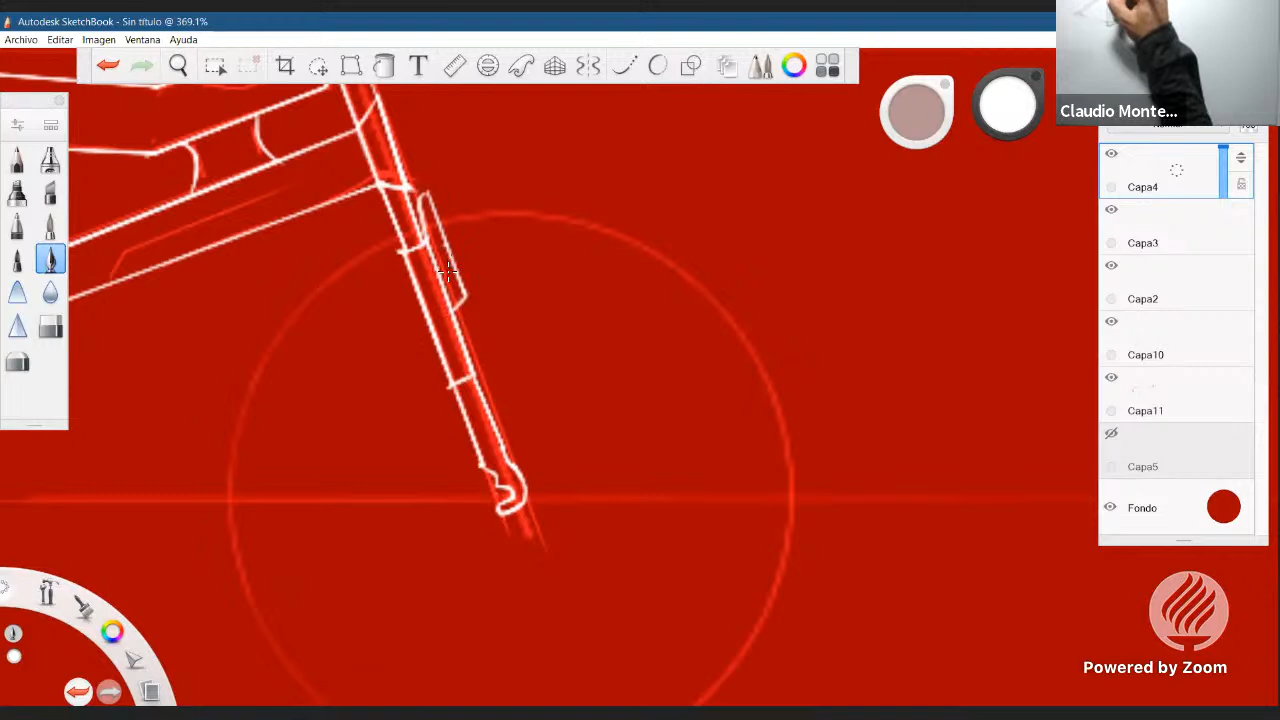 Autodesk SketchBook - Sin título @ 369.1%
Archivo Editar Imagen Ventana Ayuda
Claudio Monte...
Capa4
Capa3
Capa2
Capa10
Capa11
Capa5
Fondo
Powered by Zoom